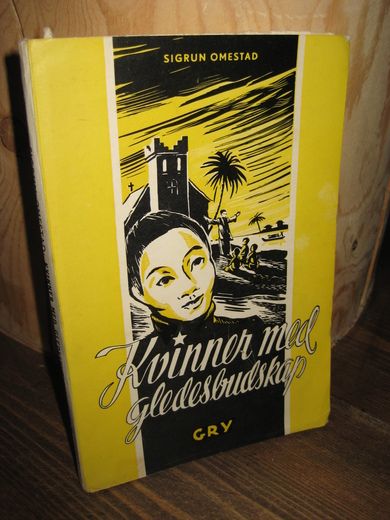 SIGRUN OMESTAD
Kvinner med
gledesbudskap
GRY